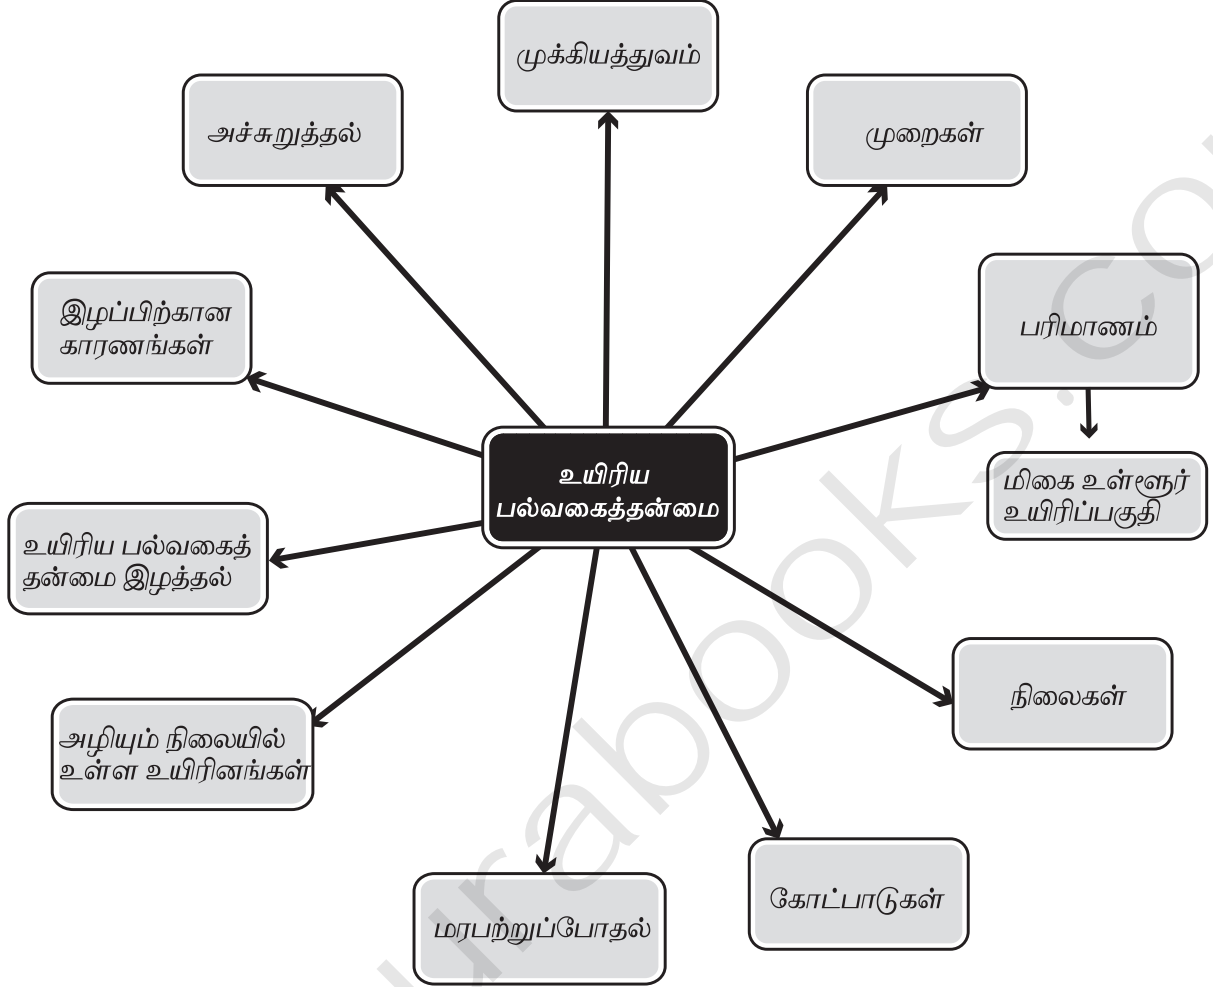 முக்கியத்துவம்
அச்சுறுத்தல்
முறைகள்
பரிமாணம்
இழப்பிற்கான
காரணங்கள்
மிகை உள்ளூர்
உயிரிப்பகுதி
உயிரிய
பல்வகைத்தன்மை
உயிரிய பல்வகைத்
தன்மை இழத்தல்
நிலைகள்
அழியும் நிலையில்
உள்ள உயிரினங்கள்
கோட்பாடுகள்
மரபற்றுப்போதல்